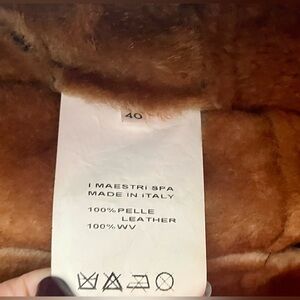 40
I MAESTRI SPA
MADE IN ITALY
100%PELLE
LEATHER
100%WV